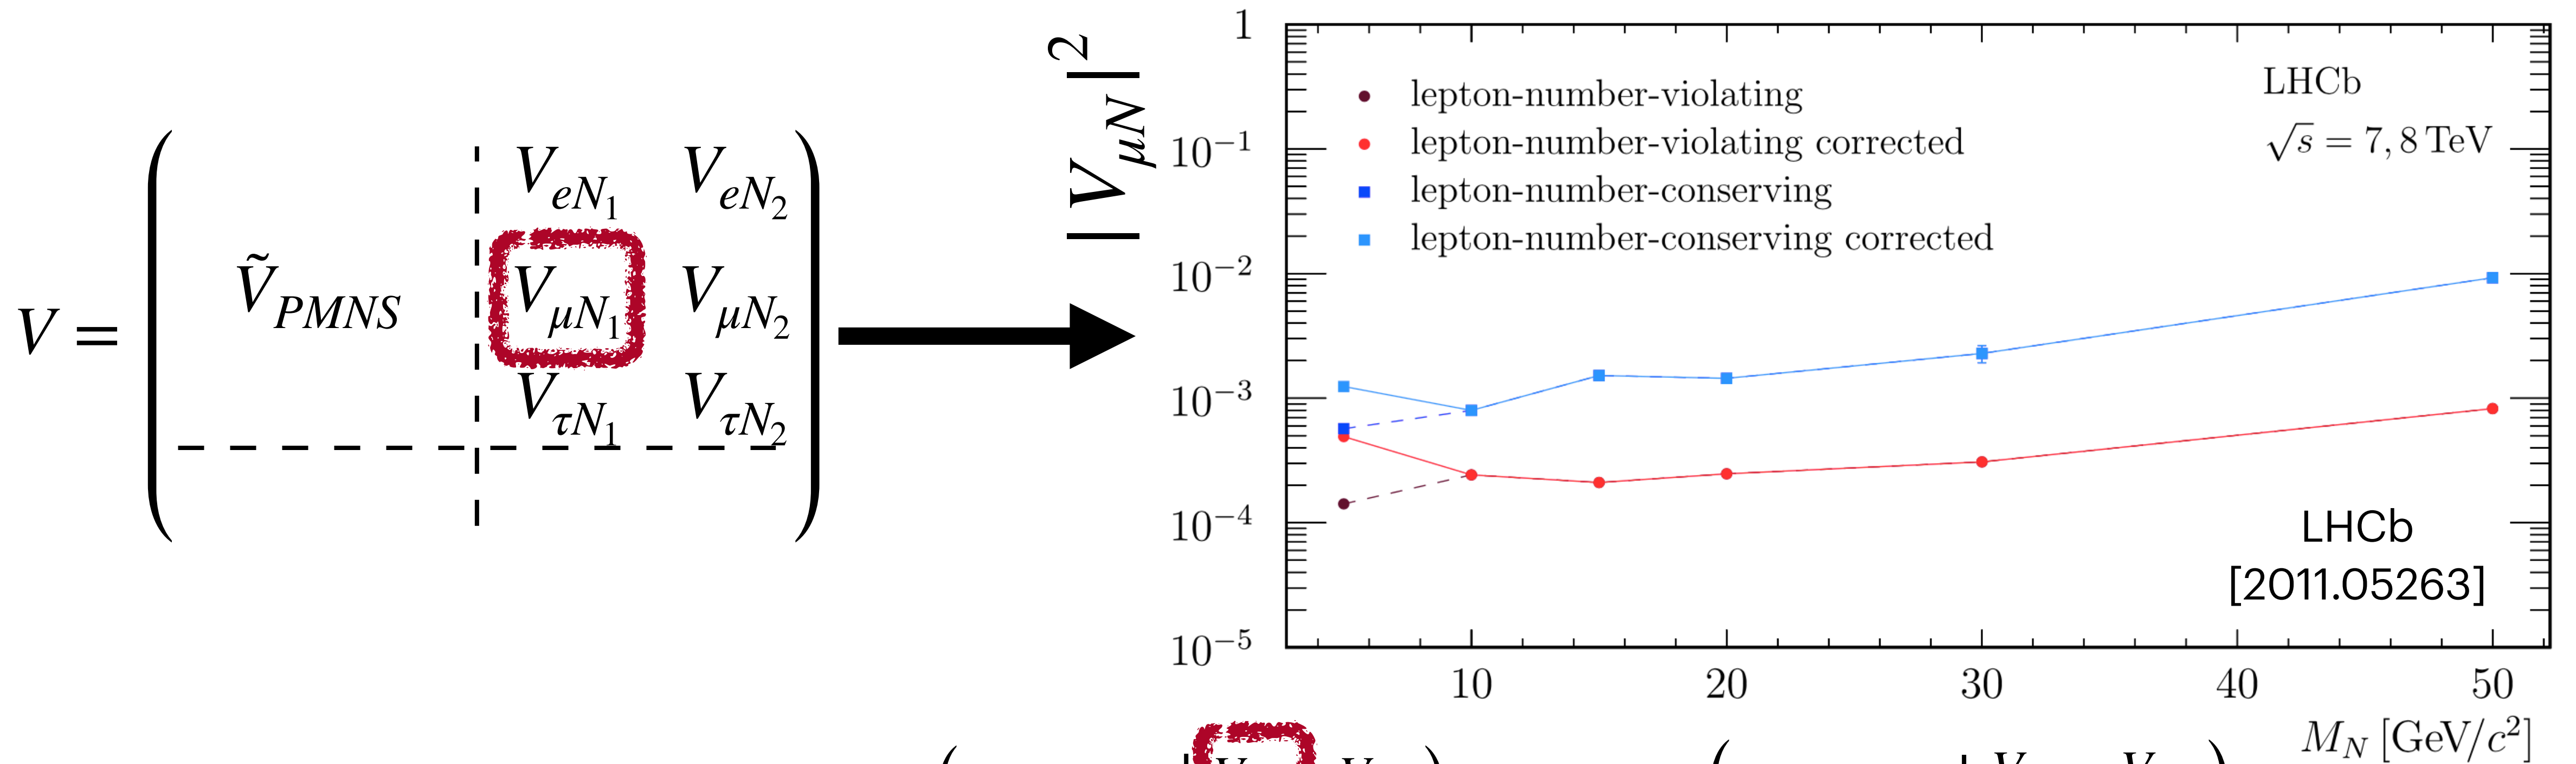 V =
Ṽ_PMNS
V_eN₁ V_eN₂
V_μN₁ V_μN₂
V_τN₁ V_τN₂
|V_μN|²
1
10⁻¹
10⁻²
10⁻³
10⁻⁴
10⁻⁵
lepton-number-violating
lepton-number-violating corrected
lepton-number-conserving
lepton-number-conserving corrected
LHCb
√s = 7, 8 TeV
LHCb
[2011.05263]
10 20 30 40 50
M_N [GeV/c²]